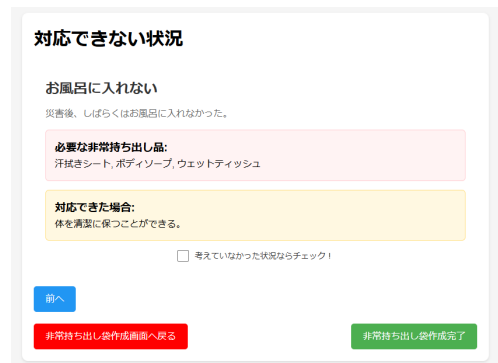 対応できない状況
お風呂に入れない
災害後、しばらくはお風呂に入れなかった。
必要な非常持ち出し品:
汗拭きシート, ボディソープ, ウェットティッシュ
対応できた場合:
体を清潔に保つことができる。
考えていなかった状況ならチェック！
前へ
非常持ち出し袋作成画面へ戻る
非常持ち出し袋作成完了